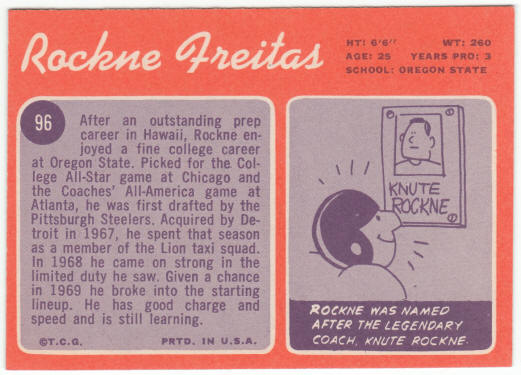 Rockne Freitas
HT: 6'6" WT: 260
AGE: 25 YEARS PRO: 3
SCHOOL: OREGON STATE
96
After an outstanding prep
career in Hawaii, Rockne en-
joyed a fine college career
at Oregon State. Picked for the Col-
lege All-Star game at Chicago and
the Coaches' All-America game at
Atlanta, he was first drafted by the
Pittsburgh Steelers. Acquired by De-
troit in 1967, he spent that season
as a member of the Lion taxi squad.
In 1968 he came on strong in the
limited duty he saw. Given a chance
in 1969 he broke into the starting
lineup. He has good charge and
speed and is still learning.
©T.C.G. PRTD. IN U.S.A.
KNUTE
ROCKNE
ROCKNE WAS NAMED
AFTER THE LEGENDARY
COACH, KNUTE ROCKNE.